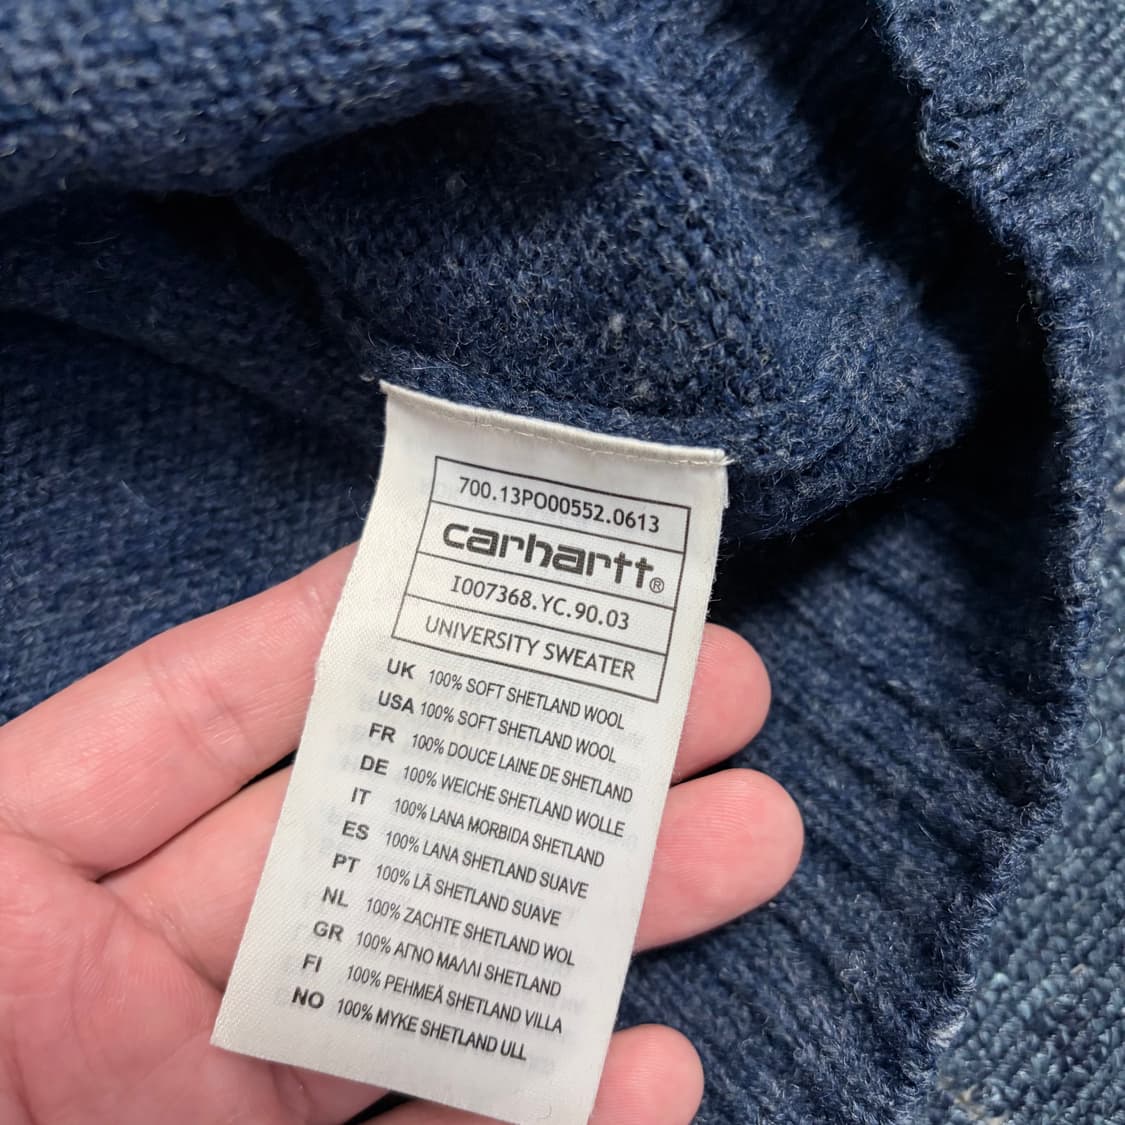 700.13PO00552.0613
carhartt®
I007368.YC.90.03
UNIVERSITY SWEATER
UK 100% SOFT SHETLAND WOOL
USA 100% SOFT SHETLAND WOOL
FR 100% DOUCE LAINE DE SHETLAND
DE 100% WEICHE SHETLAND WOLLE
IT 100% LANA MORBIDA SHETLAND
ES 100% LANA SHETLAND SUAVE
PT 100% LÃ SHETLAND SUAVE
NL 100% ZACHTE SHETLAND WOL
GR 100% ΑΓΝΟ ΜΑΛΛΙ SHETLAND
FI 100% PEHMEÄ SHETLAND VILLA
NO 100% MYKE SHETLAND ULL